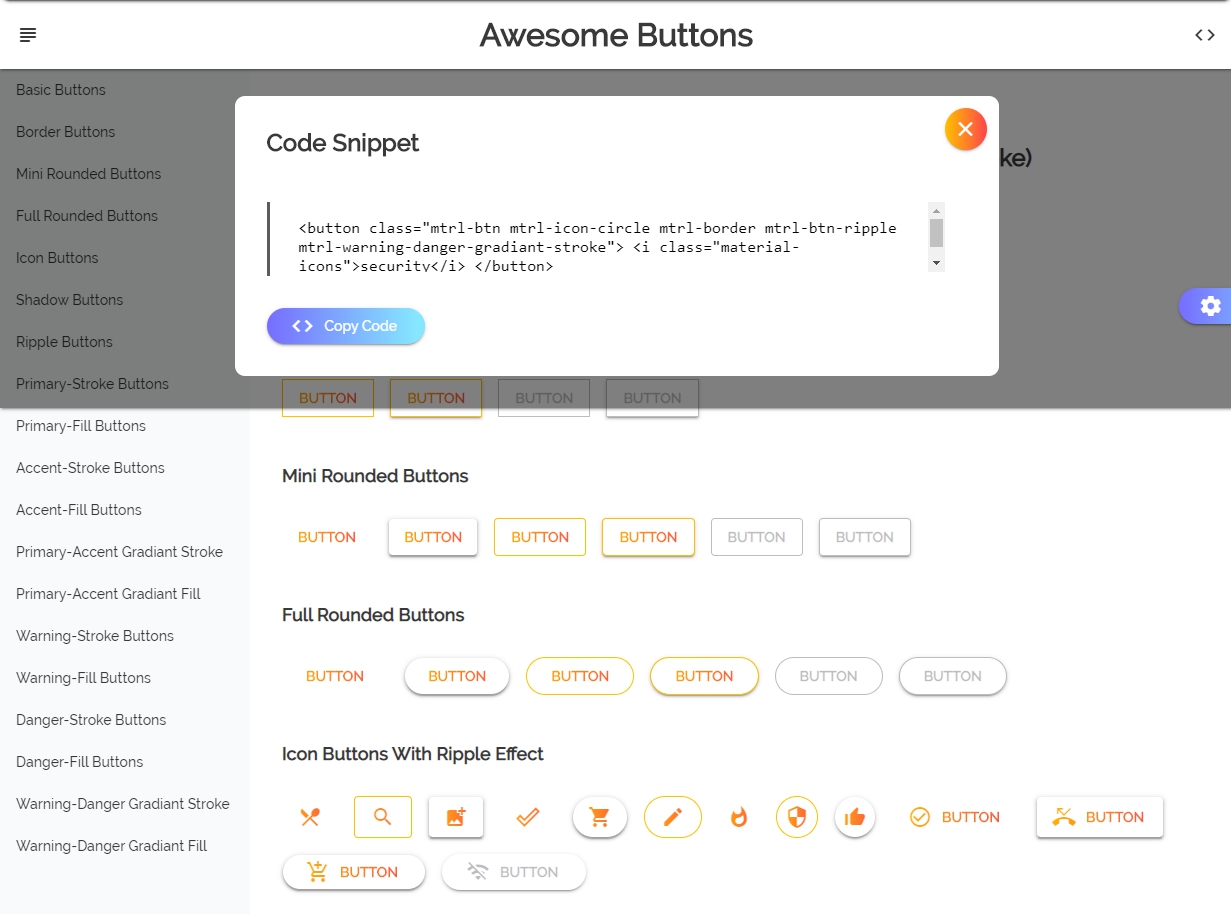 Awesome Buttons
Basic Buttons
Border Buttons
Mini Rounded Buttons
Full Rounded Buttons
Icon Buttons
Shadow Buttons
Ripple Buttons
Primary-Stroke Buttons
Primary-Fill Buttons
Accent-Stroke Buttons
Accent-Fill Buttons
Primary-Accent Gradiant Stroke
Primary-Accent Gradiant Fill
Warning-Stroke Buttons
Warning-Fill Buttons
Danger-Stroke Buttons
Danger-Fill Buttons
Warning-Danger Gradiant Stroke
Warning-Danger Gradiant Fill
ke)
Code Snippet
<button class="mtrl-btn mtrl-icon-circle mtrl-border mtrl-btn-ripple
mtrl-warning-danger-gradiant-stroke"> <i class="material-
icons">security</i> </button>
Copy Code
BUTTON BUTTON BUTTON BUTTON
Mini Rounded Buttons
BUTTON BUTTON BUTTON BUTTON BUTTON BUTTON
Full Rounded Buttons
BUTTON BUTTON BUTTON BUTTON BUTTON BUTTON
Icon Buttons With Ripple Effect
BUTTON BUTTON
BUTTON BUTTON